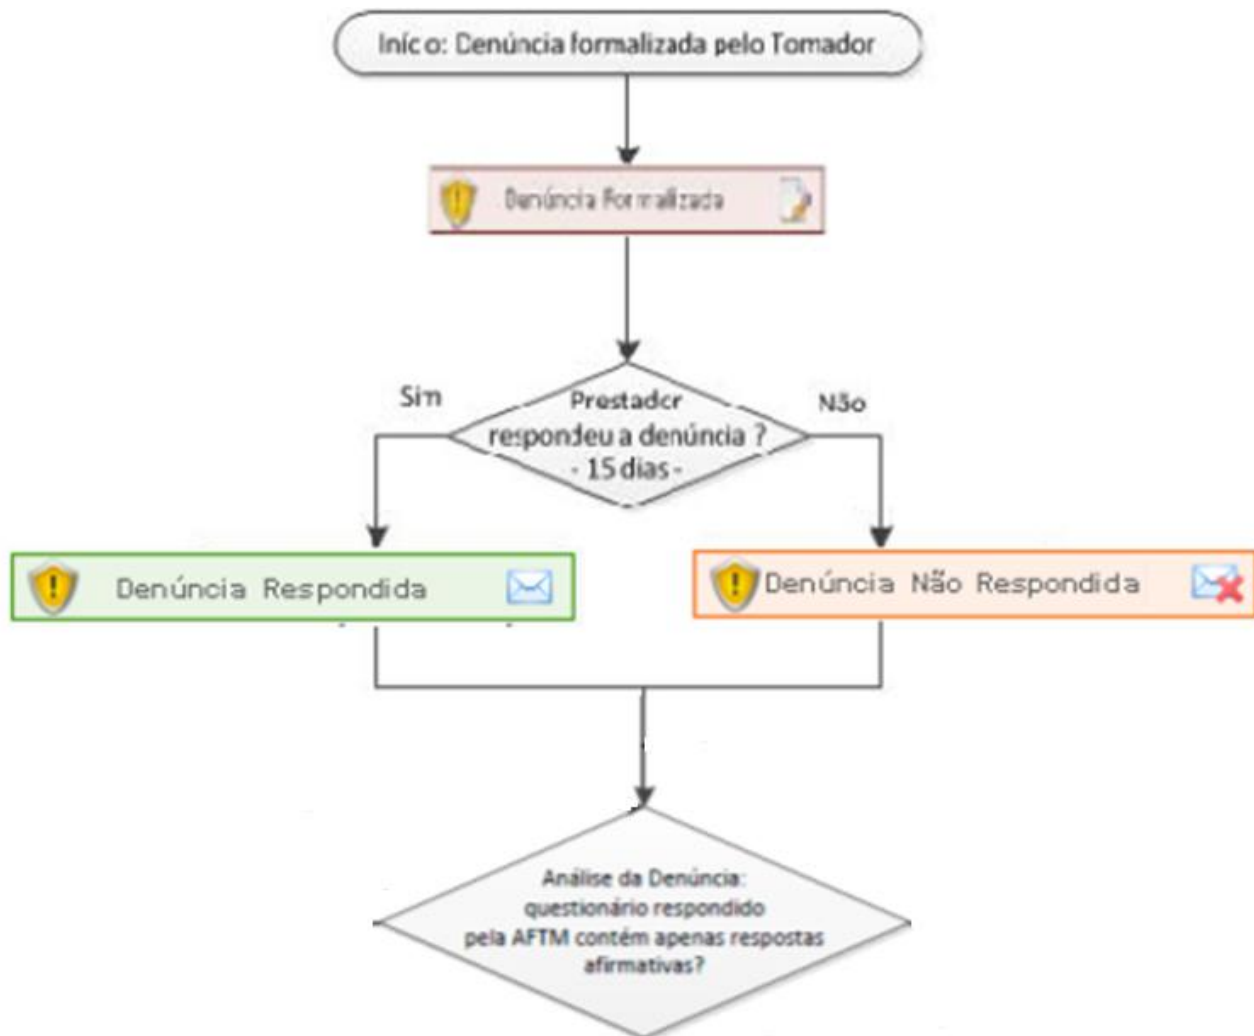 Início: Denúncia formalizada pelo Tomador
Denúncia Formalizada
Sim
Não
Prestador
respondeu a denúncia ?
- 15 dias -
Denúncia Respondida
Denúncia Não Respondida
Análise da Denúncia:
questionário respondido
pela AFTM contém apenas respostas
afirmativas?